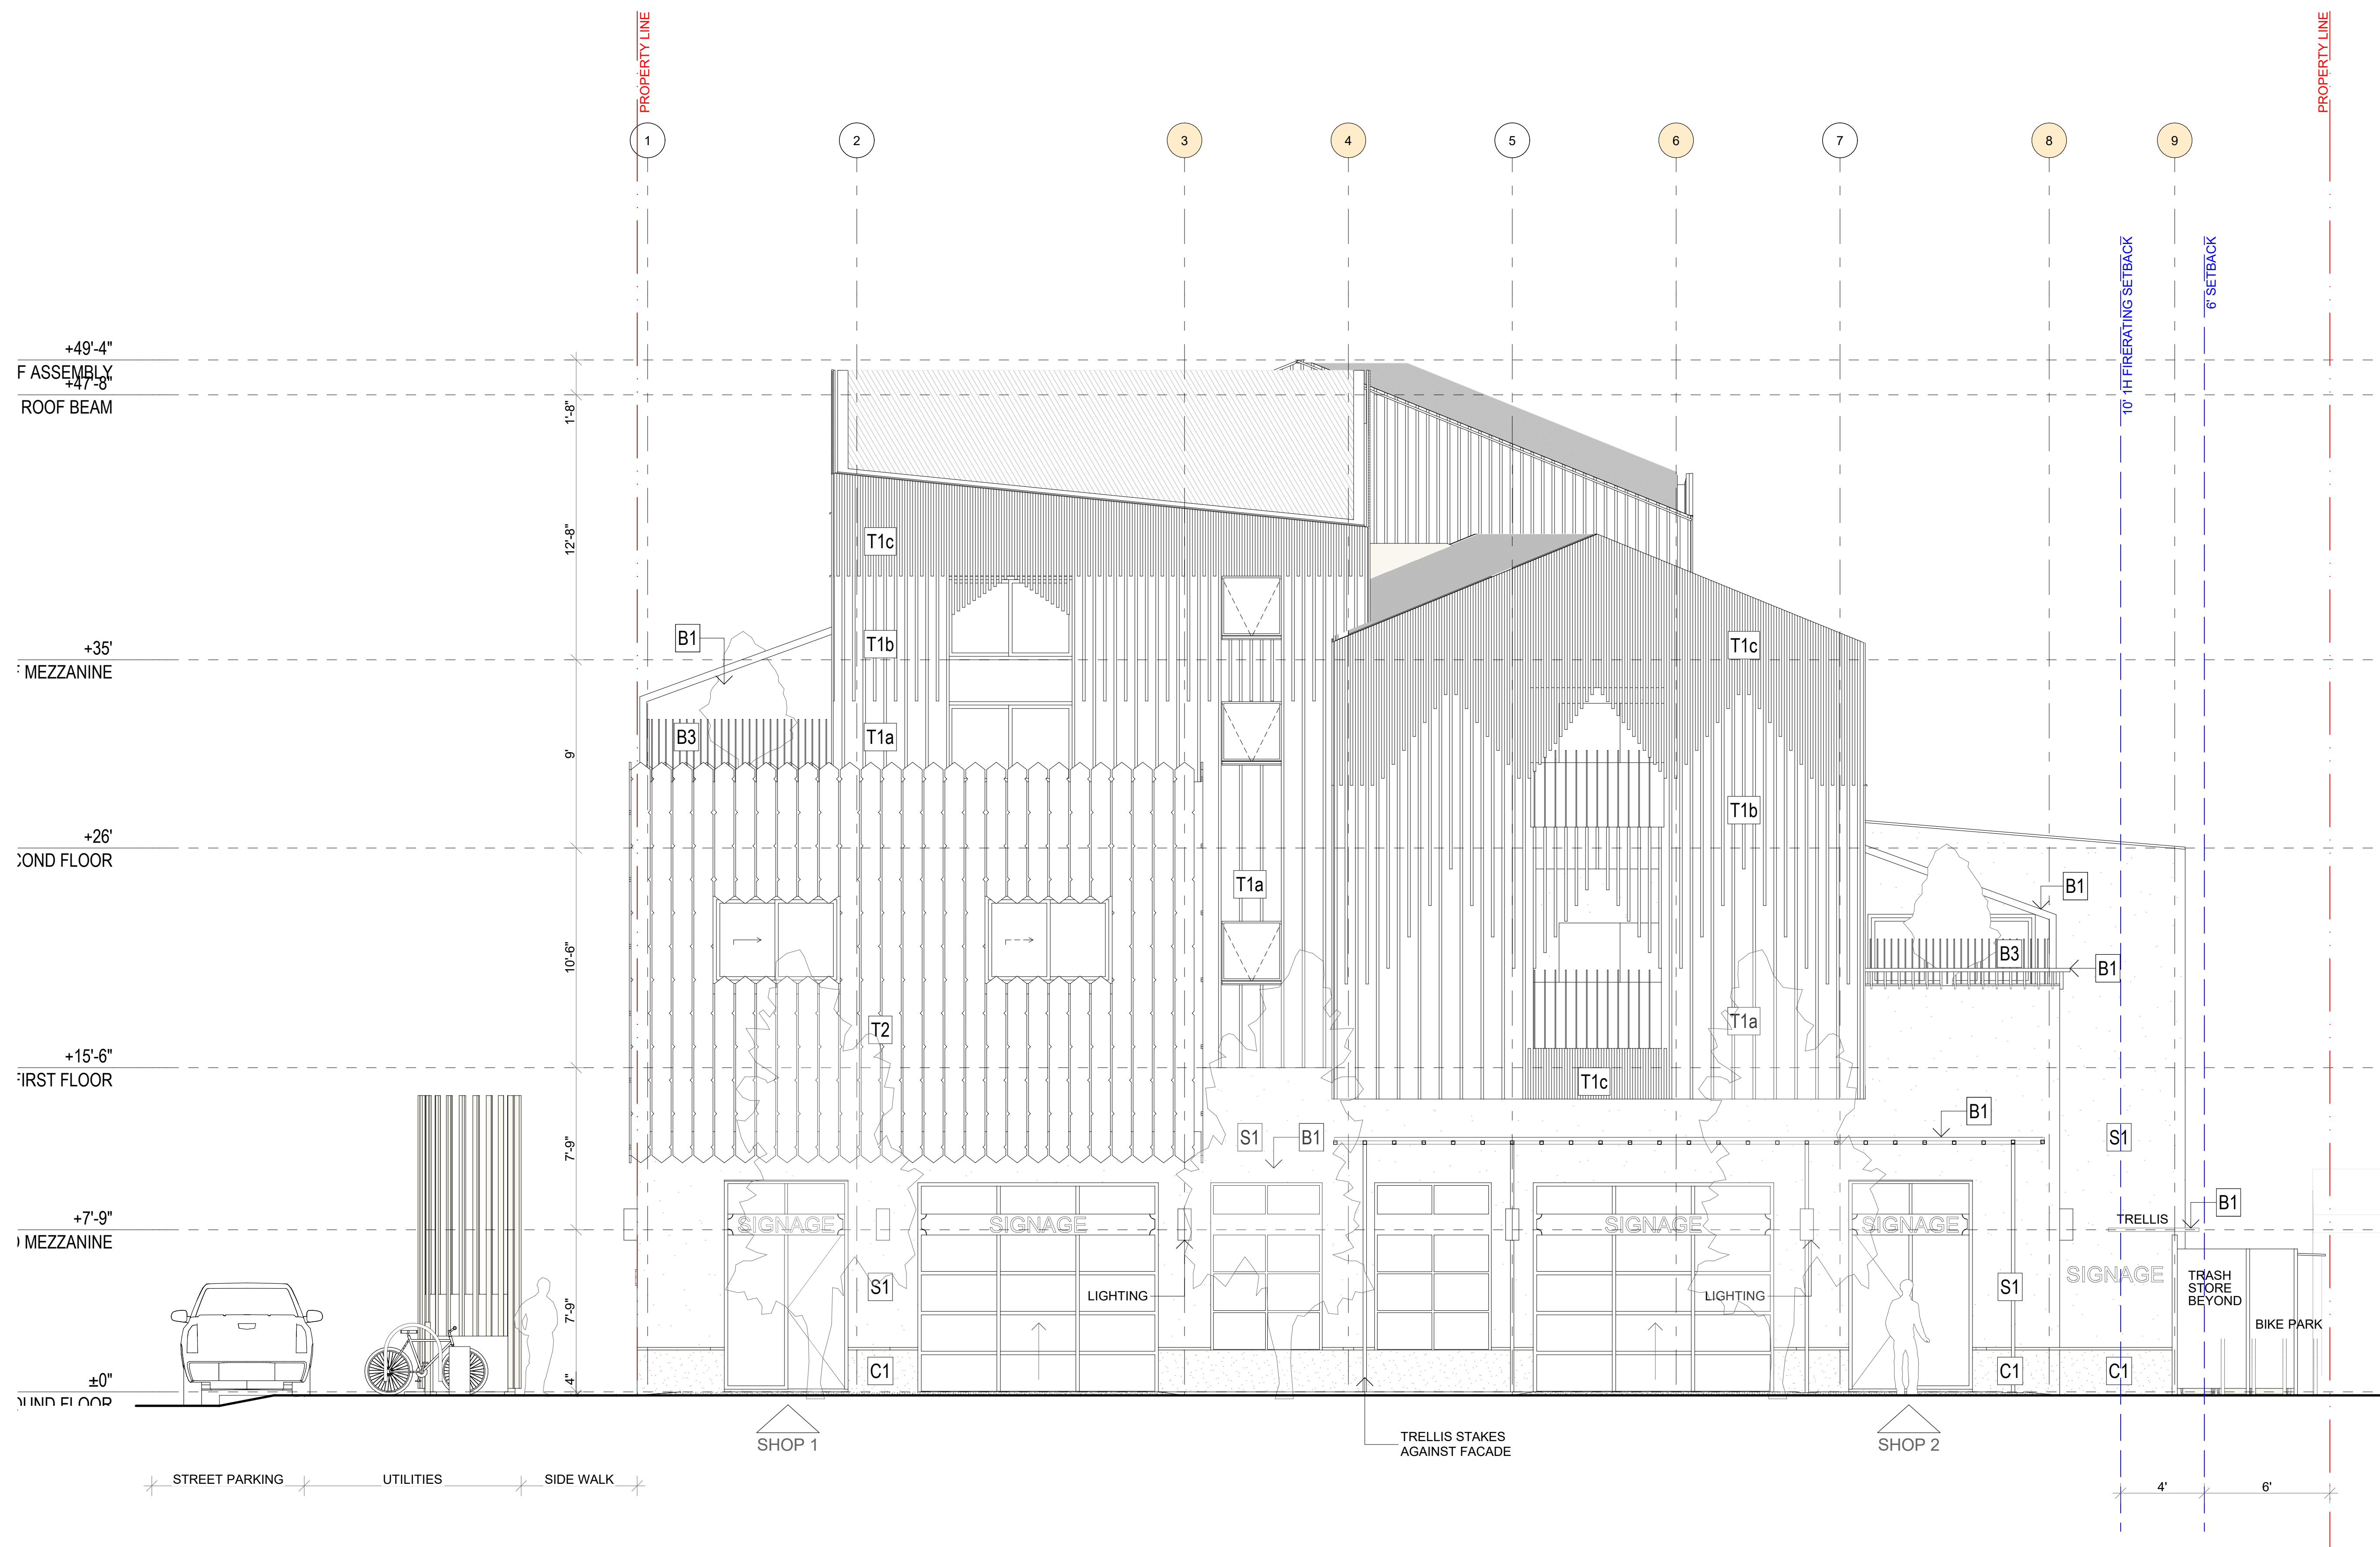 PROPERTY LINE
PROPERTY LINE
1
2
3
4
5
6
7
8
9
10' 1H FIRERATING SETBACK
6' SETBACK
+49'-4"
F ASSEMBLY
+47'-8"
ROOF BEAM
1'-8"
12'-8"
T1c
B1
T1b
T1c
+35'
MEZZANINE
B3
T1a
9'
T1b
+26'
OND FLOOR
T1a
B1
10'-6"
B3
B1
T2
T1a
+15'-6"
FIRST FLOOR
T1c
B1
7'-9"
S1
B1
S1
+7'-9"
MEZZANINE
SIGNAGE
SIGNAGE
SIGNAGE
SIGNAGE
TRELLIS
B1
SIGNAGE
TRASH
STORE
BEYOND
S1
LIGHTING
LIGHTING
S1
7'-9"
BIKE PARK
±0"
UND FLOOR
4"
C1
C1
C1
SHOP 1
TRELLIS STAKES
AGAINST FACADE
SHOP 2
STREET PARKING
UTILITIES
SIDE WALK
4'
6'